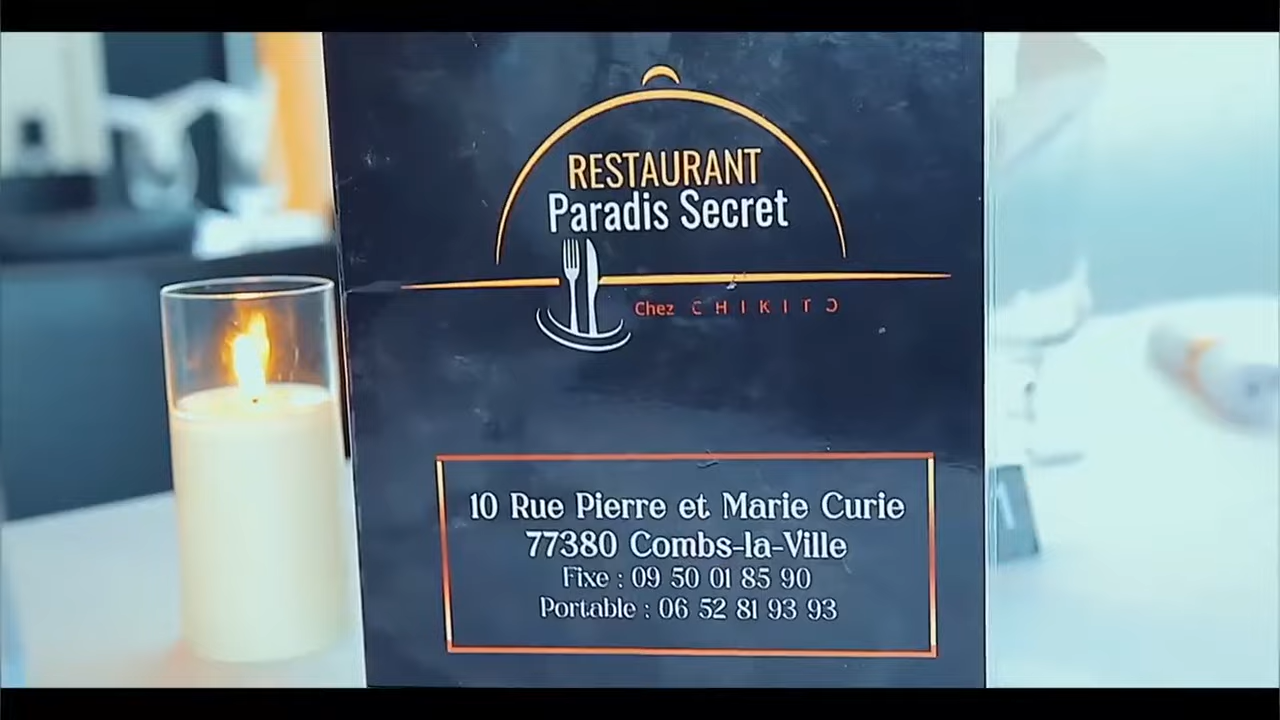 RESTAURANT
Paradis Secret
Chez CHIKITO
10 Rue Pierre et Marie Curie
77380 Combs-la-Ville
Fixe : 09 50 01 85 90
Portable : 06 52 81 93 93